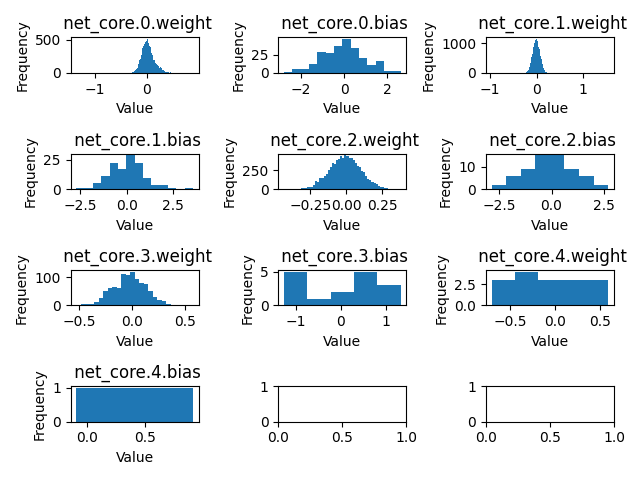 net_core.0.weight
net_core.0.bias
net_core.1.weight
Frequency
500
0
−1
0
Value
Frequency
25
0
−2
0
2
Value
Frequency
1000
0
−1
0
1
Value
net_core.1.bias
net_core.2.weight
net_core.2.bias
Frequency
25
0
−2.5
0.0
2.5
Value
Frequency
250
0
−0.25
0.00
0.25
Value
Frequency
10
0
−2.5
0.0
2.5
Value
net_core.3.weight
net_core.3.bias
net_core.4.weight
Frequency
100
0
−0.5
0.0
0.5
Value
Frequency
5
0
−1
0
1
Value
Frequency
2.5
0.0
−0.5
0.0
0.5
Value
net_core.4.bias
Frequency
1
0
0.0
0.5
Value
1
0
0.0
0.5
1.0
1
0
0.0
0.5
1.0